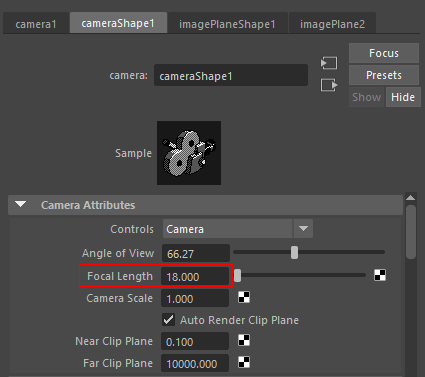 camera1 cameraShape1 imagePlaneShape1 imagePlane2
Focus
camera: cameraShape1
Presets
Show Hide
Sample
Camera Attributes
Controls Camera
Angle of View 66.27
Focal Length 18.000
Camera Scale 1.000
Auto Render Clip Plane
Near Clip Plane 0.100
Far Clip Plane 10000.000